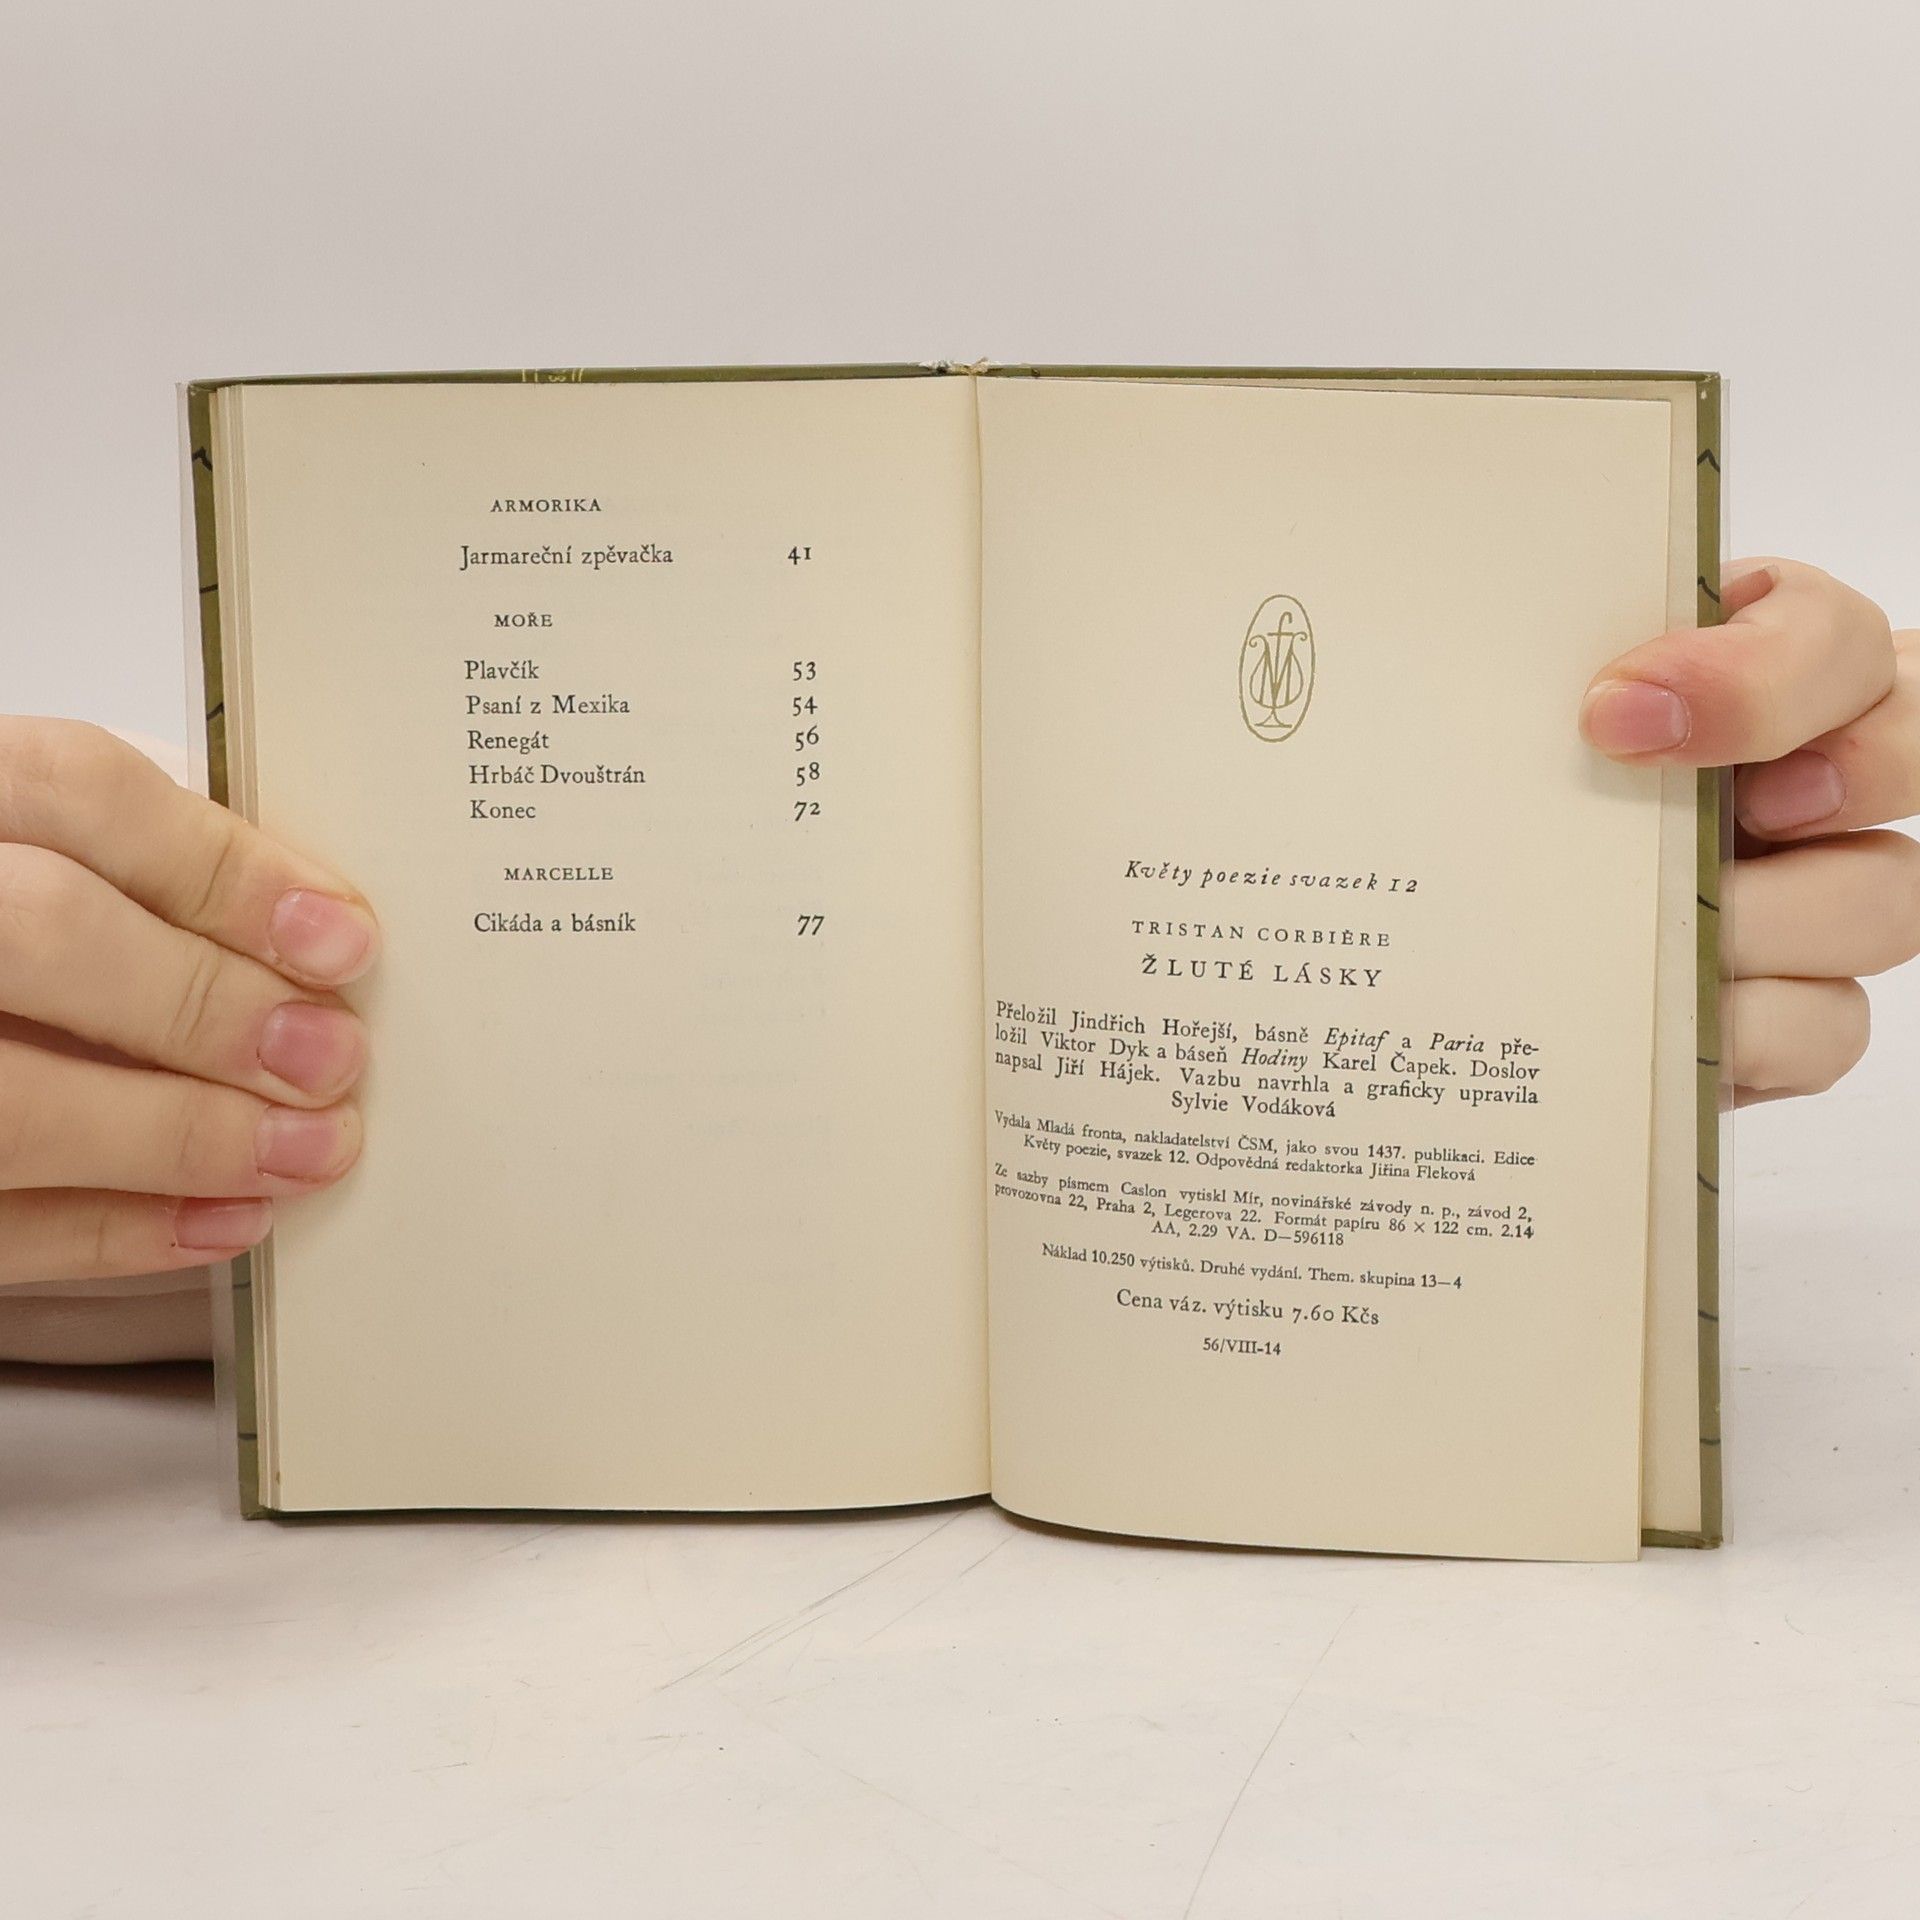 ARMORIKA
Jarmareční zpěvačka 41
MOŘE
Plavčík 53
Psaní z Mexika 54
Renegát 56
Hrbáč Dvouštrán 58
Konec 72
MARCELLE
Cikáda a básník 77
Květy poezie svazek 12
TRISTAN CORBIÈRE
ŽLUTÉ LÁSKY
Přeložil Jindřich Hořejší, básně Epitaf a Paria pře-
ložil Viktor Dyk a báseň Hodiny Karel Čapek. Doslov
napsal Jiří Hájek. Vazbu navrhla a graficky upravila
Sylvie Vodáková
Vydala Mladá fronta, nakladatelství ČSM, jako svou 1437. publikaci. Edice
Květy poezie, svazek 12. Odpovědná redaktorka Jiřina Fleková
Ze sazby písmem Caslon vytiskl Mír, novinářské závody n. p., závod 2,
provozovna 22, Praha 2, Legerova 22. Formát papíru 86 × 122 cm. 2.14
AA, 2.29 VA. D—596118
Náklad 10.250 výtisků. Druhé vydání. Them. skupina 13—4
Cena váz. výtisku 7.60 Kčs
56/VIII-14